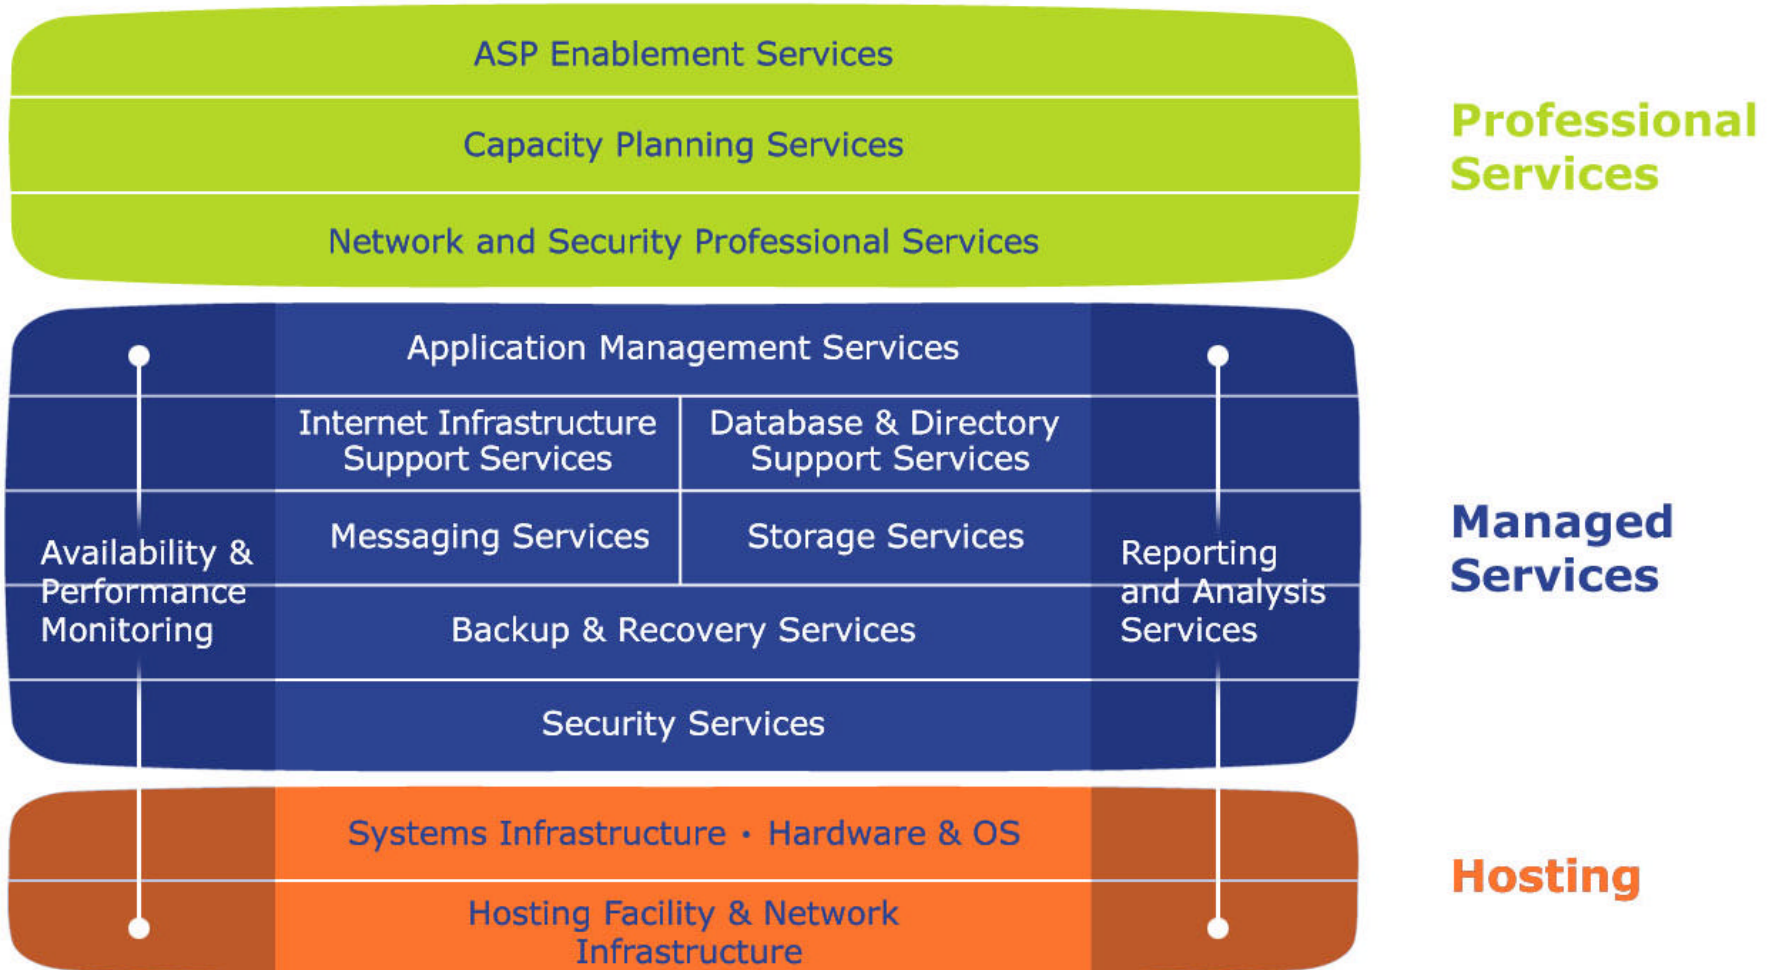 ASP Enablement Services
Capacity Planning Services
Network and Security Professional Services
Professional
Services
Application Management Services
Internet Infrastructure
Support Services
Database & Directory
Support Services
Messaging Services
Storage Services
Backup & Recovery Services
Security Services
Availability &
Performance
Monitoring
Reporting
and Analysis
Services
Managed
Services
Systems Infrastructure · Hardware & OS
Hosting Facility & Network
Infrastructure
Hosting